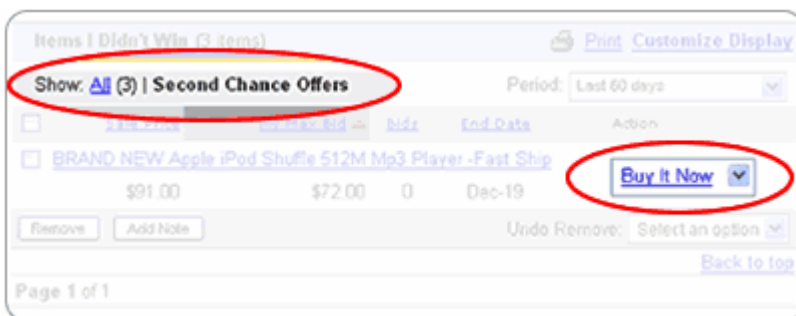 Items I Didn't Win (3 items) Print Customize Display
Show: All (3) | Second Chance Offers Period: Last 60 days
Sale Price My Max Bid Bids End Date Action
BRAND NEW Apple iPod Shuffle 512M Mp3 Player -Fast Ship
Buy It Now
$91.00 $72.00 0 Dec-19
Remove Add Note Undo Remove: Select an option
Back to top
Page 1 of 1